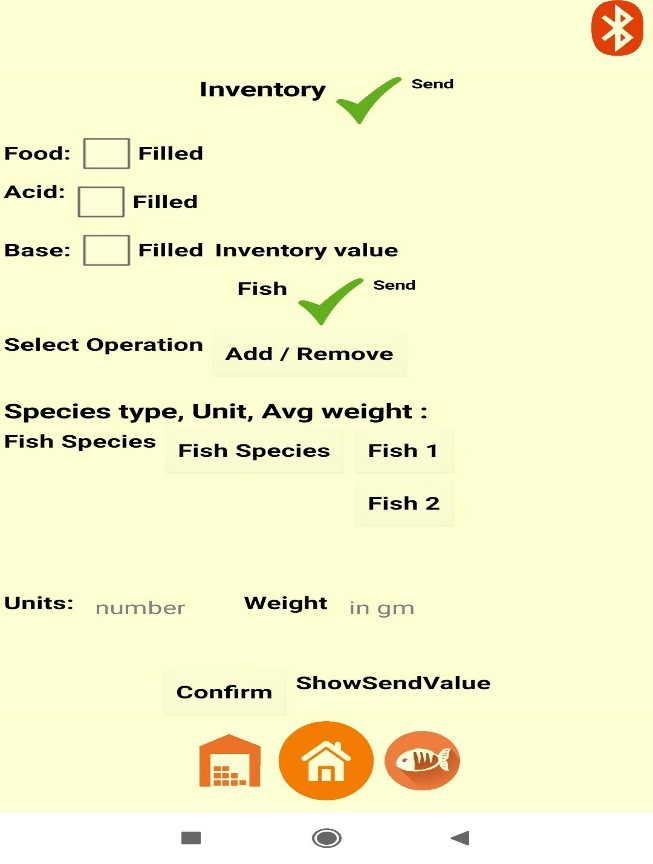 Inventory Send
Food: Filled
Acid: Filled
Base: Filled Inventory value
Fish Send
Select Operation Add / Remove
Species type, Unit, Avg weight :
Fish Species Fish Species Fish 1
Fish 2
Units: number Weight in gm
Confirm ShowSendValue